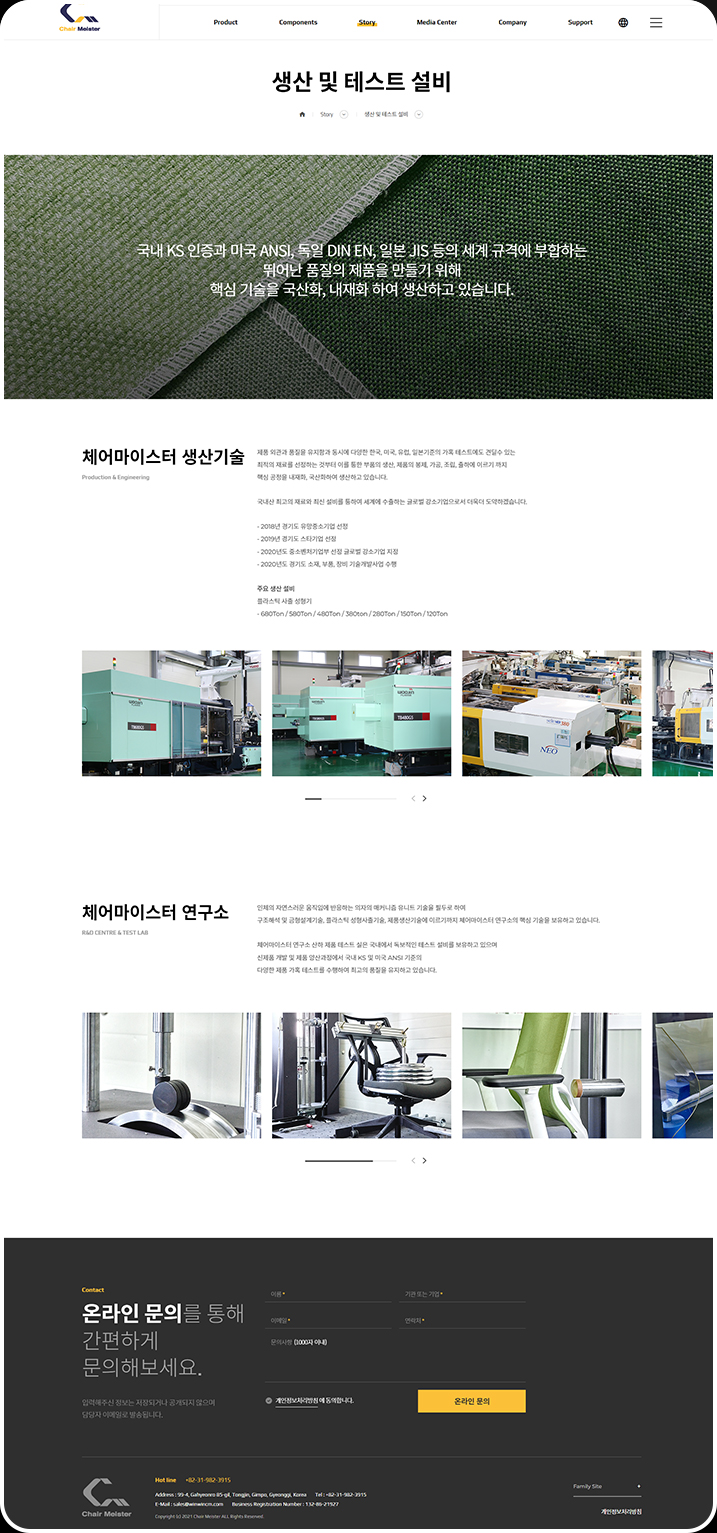 Chair Meister
Product
Components
Story
Media Center
Company
Support
생산 및 테스트 설비
Story
생산 및 테스트 설비
국내 KS 인증과 미국 ANSI, 독일 DIN EN, 일본 JIS 등의 세계 규격에 부합하는
뛰어난 품질의 제품을 만들기 위해
핵심 기술을 국산화, 내재화 하여 생산하고 있습니다.
체어마이스터 생산기술
Production & Engineering
제품 외관과 품질을 유지함과 동시에 다양한 한국, 미국, 유럽, 일본기준의 가혹 테스트에도 견딜수 있는
최적의 재료를 선정하는 것부터 이를 통한 부품의 생산, 제품의 봉제, 가공, 조립, 출하에 이르기 까지
핵심 공정을 내재화, 국산화하여 생산하고 있습니다.
국내산 최고의 재료와 최신 설비를 통하여 세계에 수출하는 글로벌 강소기업으로서 더욱더 도약하겠습니다.
- 2018년 경기도 유망중소기업 선정
- 2019년 경기도 스타기업 선정
- 2020년도 중소벤처기업부 선정 글로벌 강소기업 지정
- 2020년도 경기도 소재, 부품, 장비 기술개발사업 수행
주요 생산 설비
플라스틱 사출 성형기
- 680Ton / 580Ton / 480Ton / 380ton / 280Ton / 150Ton / 120Ton
NEO
체어마이스터 연구소
R&D CENTRE & TEST LAB
인체의 자연스러운 움직임에 반응하는 의자의 매커니즘 유니트 기술을 필두로 하여
구조해석 및 금형설계기술, 플라스틱 성형사출기술, 제품생산기술에 이르기까지 체어마이스터 연구소의 핵심 기술을 보유하고 있습니다.
체어마이스터 연구소 산하 제품 테스트 실은 국내에서 독보적인 테스트 설비를 보유하고 있으며
신제품 개발 및 제품 양산과정에서 국내 KS 및 미국 ANSI 기준의
다양한 제품 가혹 테스트를 수행하여 최고의 품질을 유지하고 있습니다.
Contact
온라인 문의를 통해
간편하게
문의해보세요.
입력해주신 정보는 저장되거나 공개되지 않으며
담당자 이메일로 발송됩니다.
이름 *
기관 또는 기업 *
이메일 *
연락처 *
문의사항 (1000자 이내)
개인정보처리방침 에 동의합니다.
온라인 문의
Chair Meister
Hot line +82-31-982-3915
Address : 99-4, Gahyeonro 85-gil, Tongjin, Gimpo, Gyeonggi, Korea Tel : +82-31-982-3915
E-Mail : sales@winwincm.com Business Registration Number : 132-86-21927
Copyright (c) 2021 Chair Meister ALL Rights Reserved.
Family Site
개인정보보처리방침